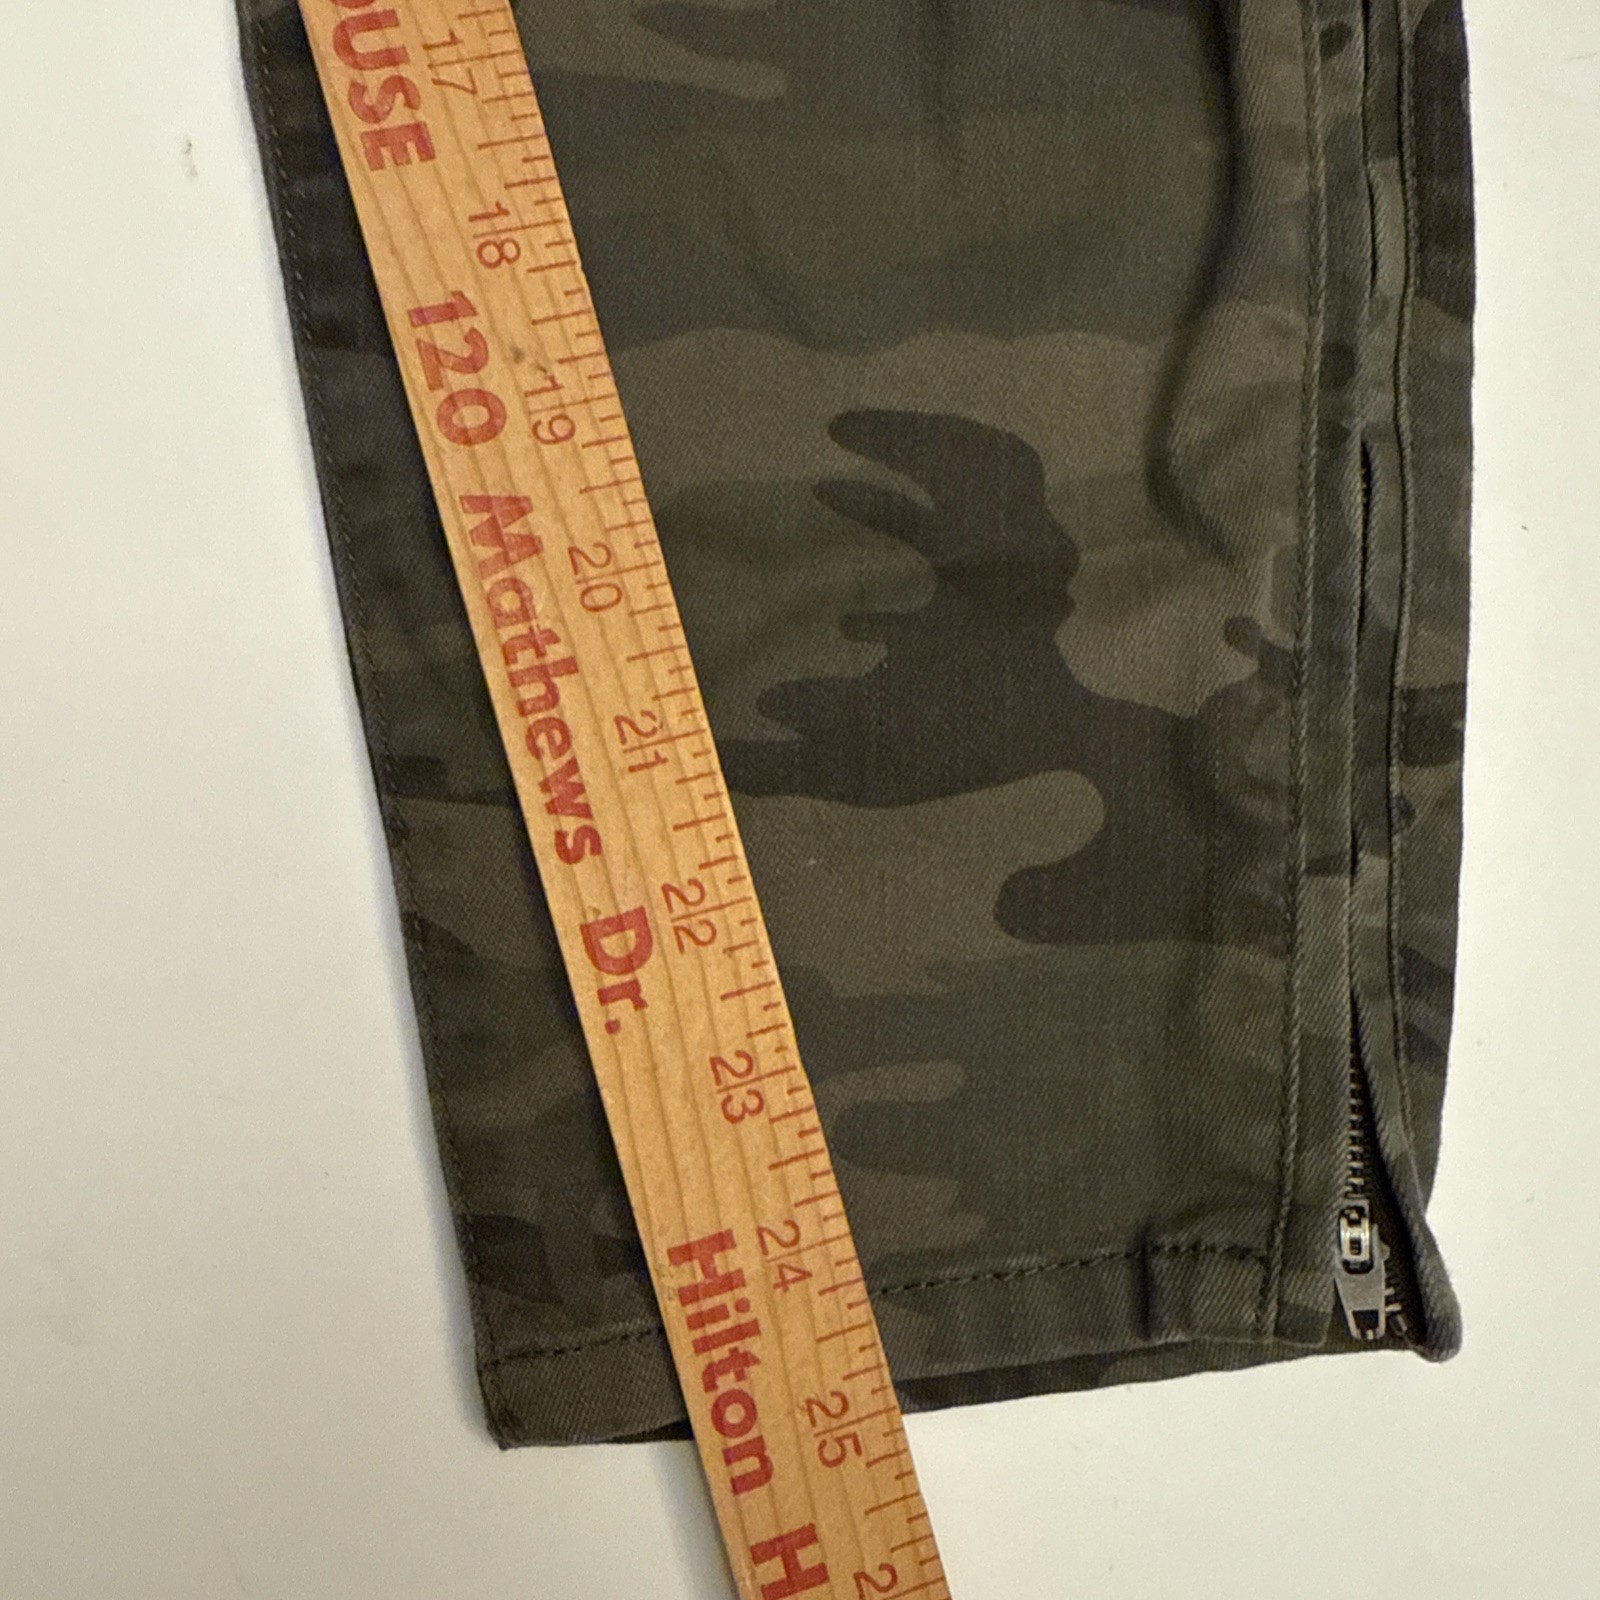 OUSE 120 Mathews Dr. Hilton H
17 18 19 20 21 22 23 24 25